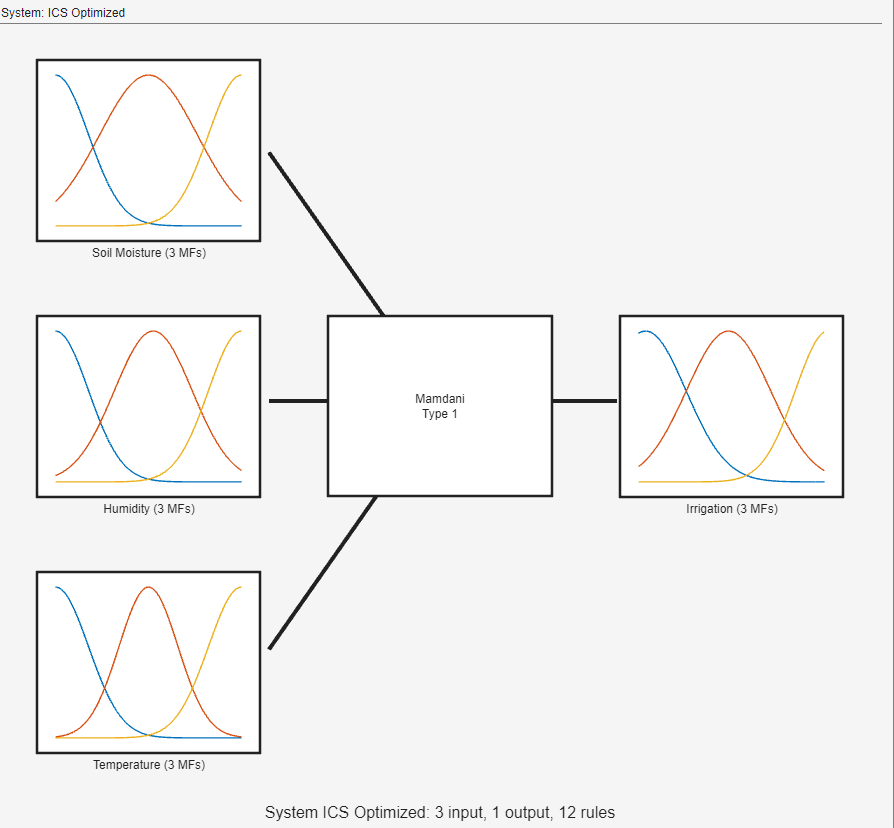 System: ICS Optimized
Soil Moisture (3 MFs)
Humidity (3 MFs)
Mamdani
Type 1
Irrigation (3 MFs)
Temperature (3 MFs)
System ICS Optimized: 3 input, 1 output, 12 rules